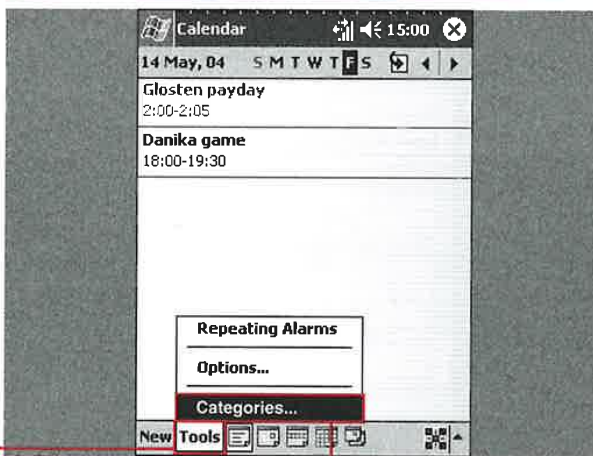 Calendar 15:00
14 May, 04 S M T W T F S
Glosten payday
2:00-2:05
Danika game
18:00-19:30
Repeating Alarms
Options...
Categories...
New Tools